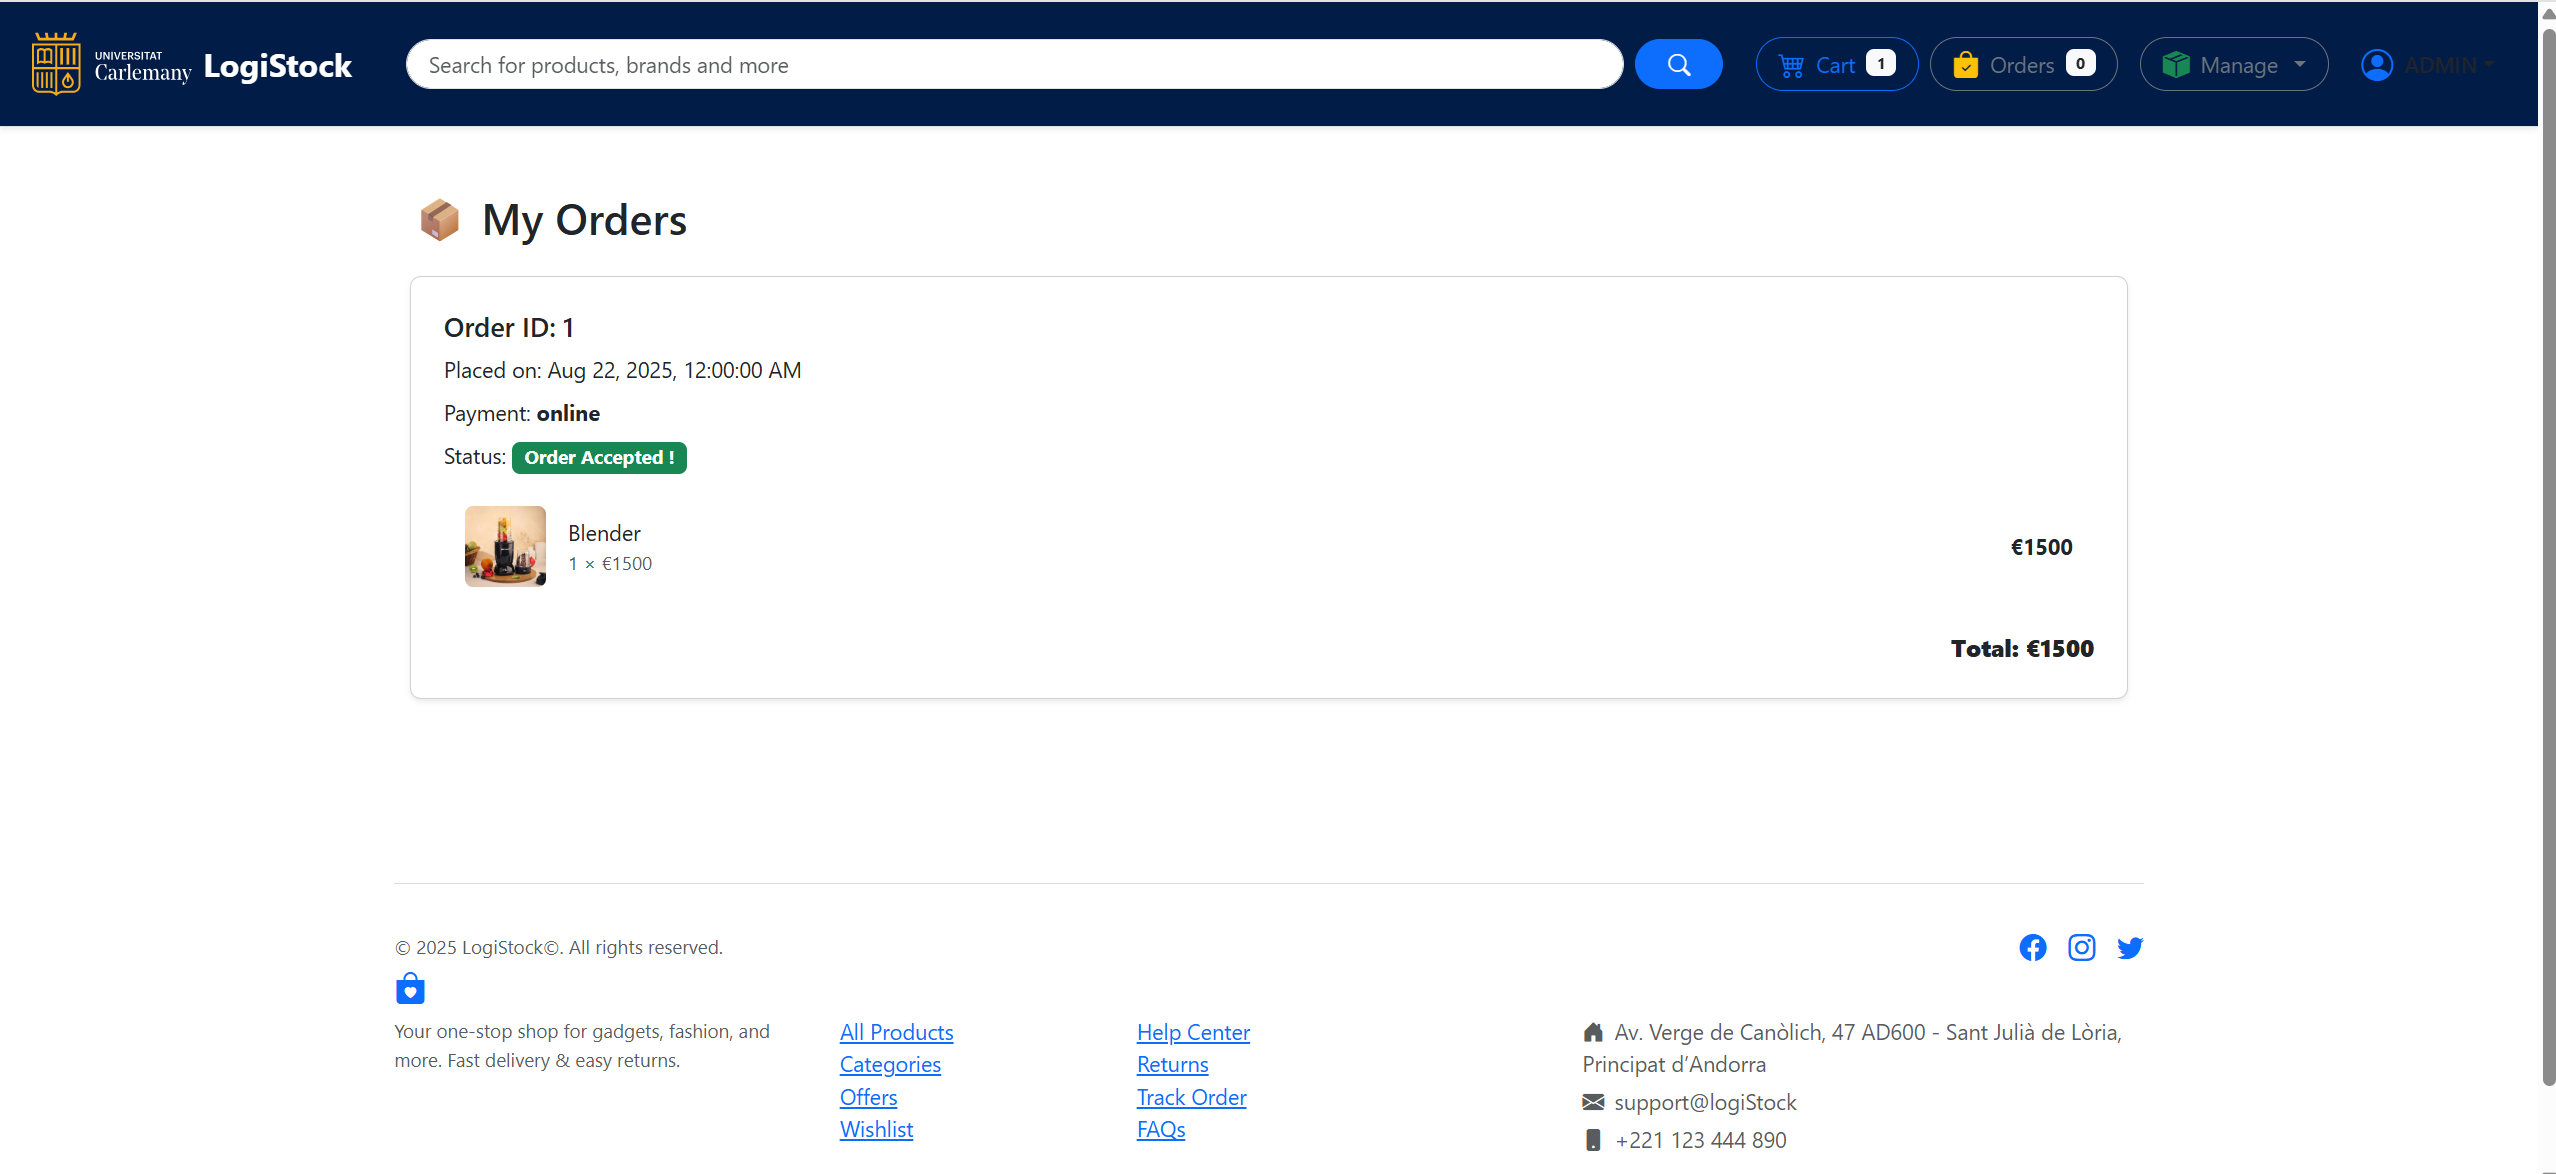 UNIVERSITAT
Carlemany
LogiStock
Search for products, brands and more
Cart 1
Orders 0
Manage
ADMIN
My Orders
Order ID: 1
Placed on: Aug 22, 2025, 12:00:00 AM
Payment: online
Status: Order Accepted !
Blender
1 × €1500
€1500
Total: €1500
© 2025 LogiStock©. All rights reserved.
Your one-stop shop for gadgets, fashion, and
more. Fast delivery & easy returns.
All Products
Categories
Offers
Wishlist
Help Center
Returns
Track Order
FAQs
Av. Verge de Canòlich, 47 AD600 - Sant Julià de Lòria,
Principat d’Andorra
support@logiStock
+221 123 444 890